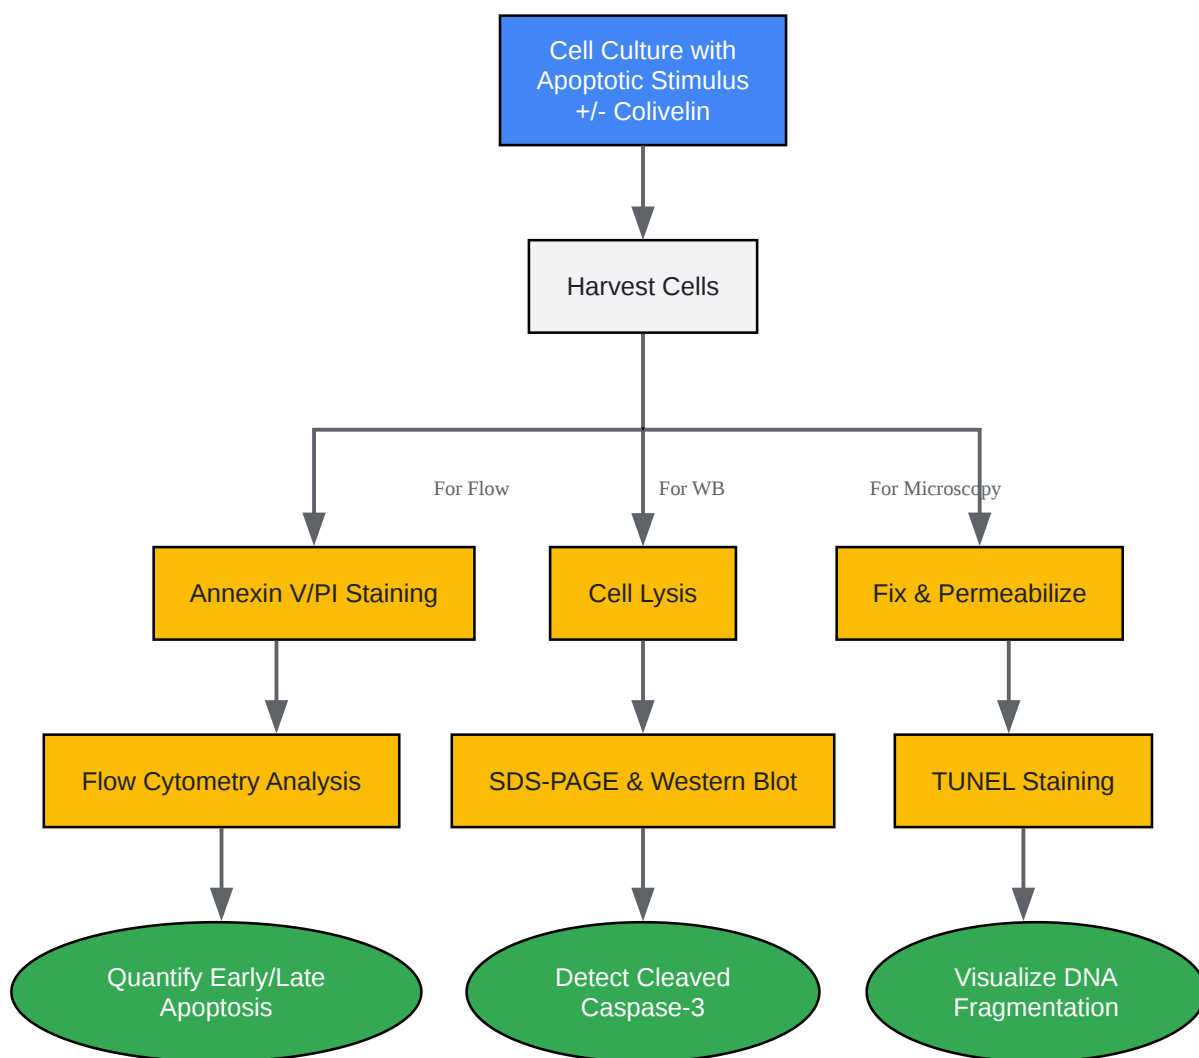 Cell Culture with
Apoptotic Stimulus
+/- Colivelin
Harvest Cells
For Flow
For WB
For Microscopy
Annexin V/PI Staining
Cell Lysis
Fix & Permeabilize
Flow Cytometry Analysis
SDS-PAGE & Western Blot
TUNEL Staining
Quantify Early/Late
Apoptosis
Detect Cleaved
Caspase-3
Visualize DNA
Fragmentation